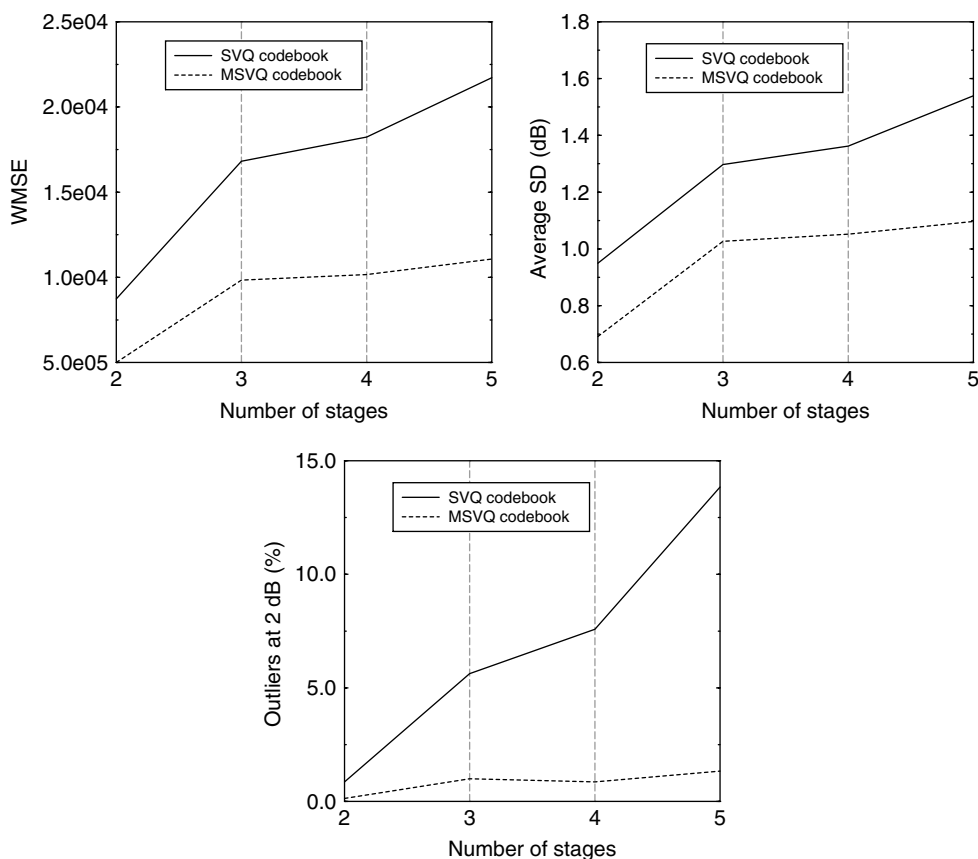 2.5e04
2.0e04
1.5e04
1.0e04
5.0e05
2
3
4
5
WMSE
Number of stages
SVQ codebook
MSVQ codebook
1.8
1.6
1.4
1.2
1.0
0.8
0.6
2
3
4
5
Average SD (dB)
Number of stages
SVQ codebook
MSVQ codebook
15.0
10.0
5.0
0.0
2
3
4
5
Outliers at 2 dB (%)
Number of stages
SVQ codebook
MSVQ codebook